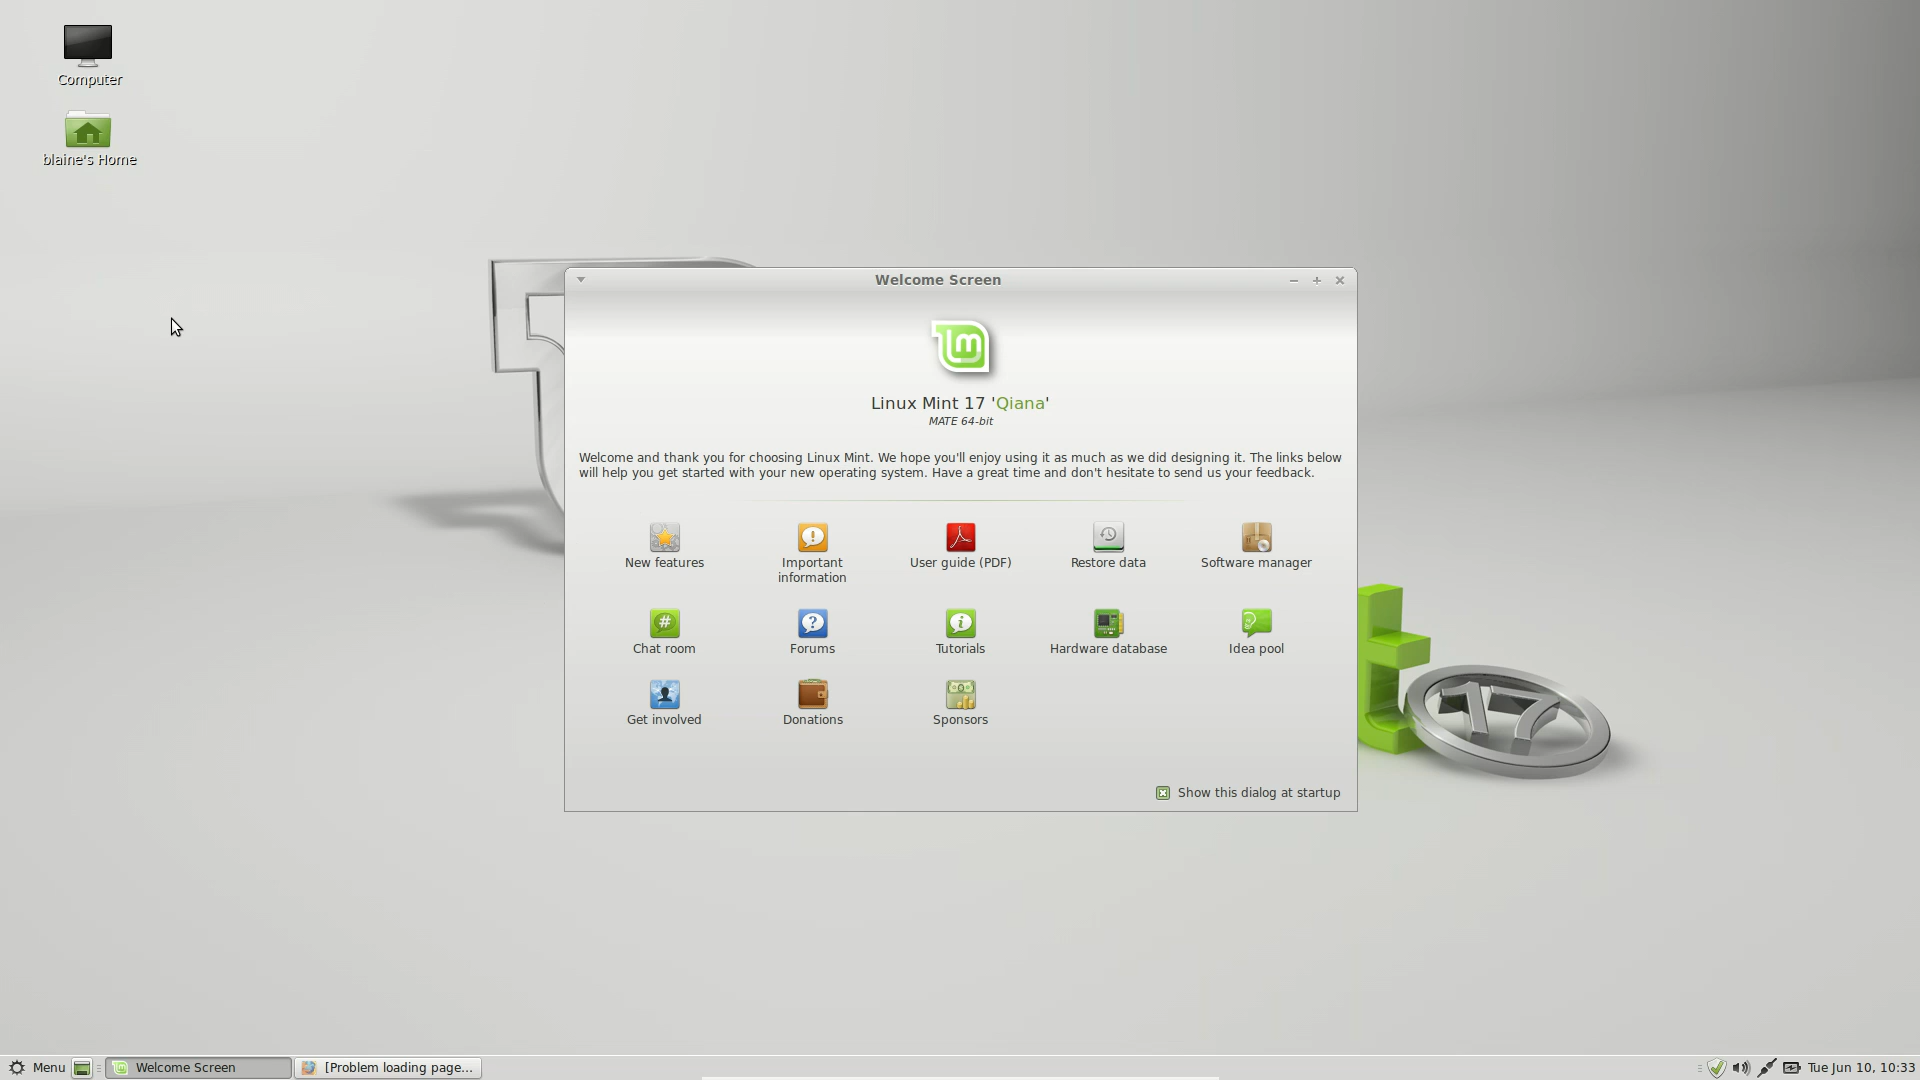 Computer
blaine's Home
Welcome Screen
Linux Mint 17 'Qiana'
MATE 64-bit
Welcome and thank you for choosing Linux Mint. We hope you'll enjoy using it as much as we did designing it. The links below
will help you get started with your new operating system. Have a great time and don't hesitate to send us your feedback.
New features
Important
information
User guide (PDF)
Restore data
Software manager
Chat room
Forums
Tutorials
Hardware database
Idea pool
Get involved
Donations
Sponsors
17
Show this dialog at startup
Menu
Welcome Screen
[Problem loading page...
Tue Jun 10, 10:33